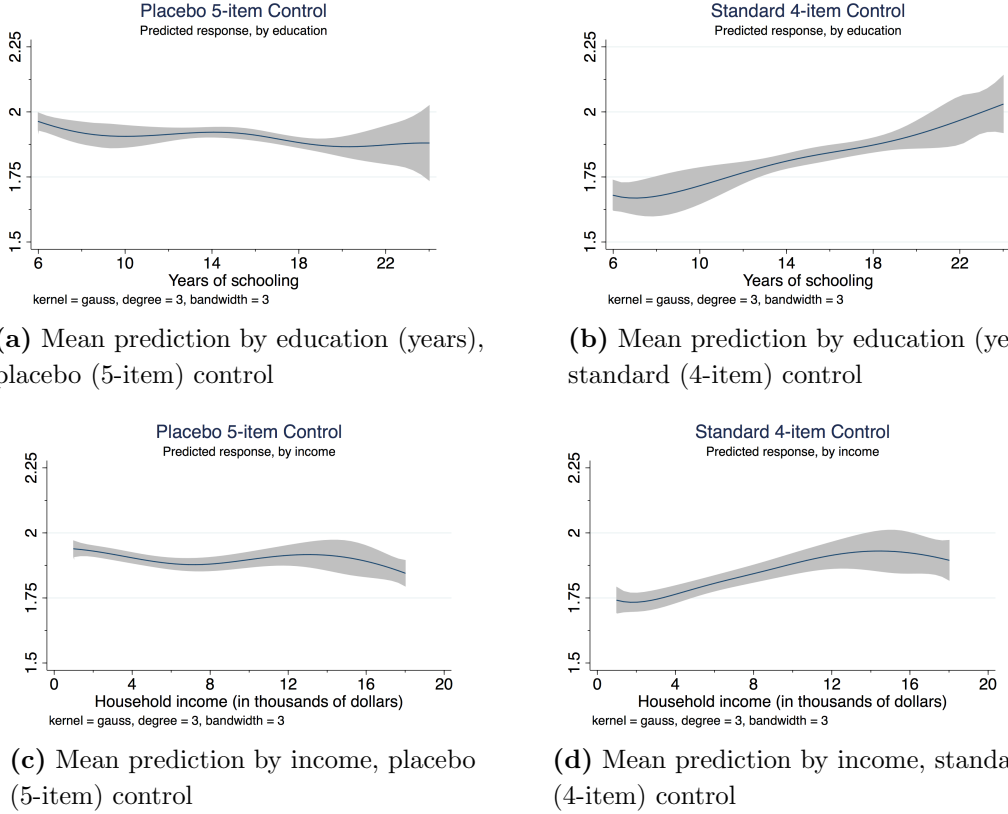 Placebo 5-item Control
Predicted response, by education
2.25
2
1.75
1.5
6 10 14 18 22
Years of schooling
kernel = gauss, degree = 3, bandwidth = 3
(a) Mean prediction by education (years),
placebo (5-item) control
Standard 4-item Control
Predicted response, by education
2.25
2
1.75
1.5
6 10 14 18 22
Years of schooling
kernel = gauss, degree = 3, bandwidth = 3
(b) Mean prediction by education (ye
standard (4-item) control
Placebo 5-item Control
Predicted response, by income
2.25
2
1.75
1.5
0 4 8 12 16 20
Household income (in thousands of dollars)
kernel = gauss, degree = 3, bandwidth = 3
(c) Mean prediction by income, placebo
(5-item) control
Standard 4-item Control
Predicted response, by income
2.25
2
1.75
1.5
0 4 8 12 16 20
Household income (in thousands of dollars)
kernel = gauss, degree = 3, bandwidth = 3
(d) Mean prediction by income, standa
(4-item) control